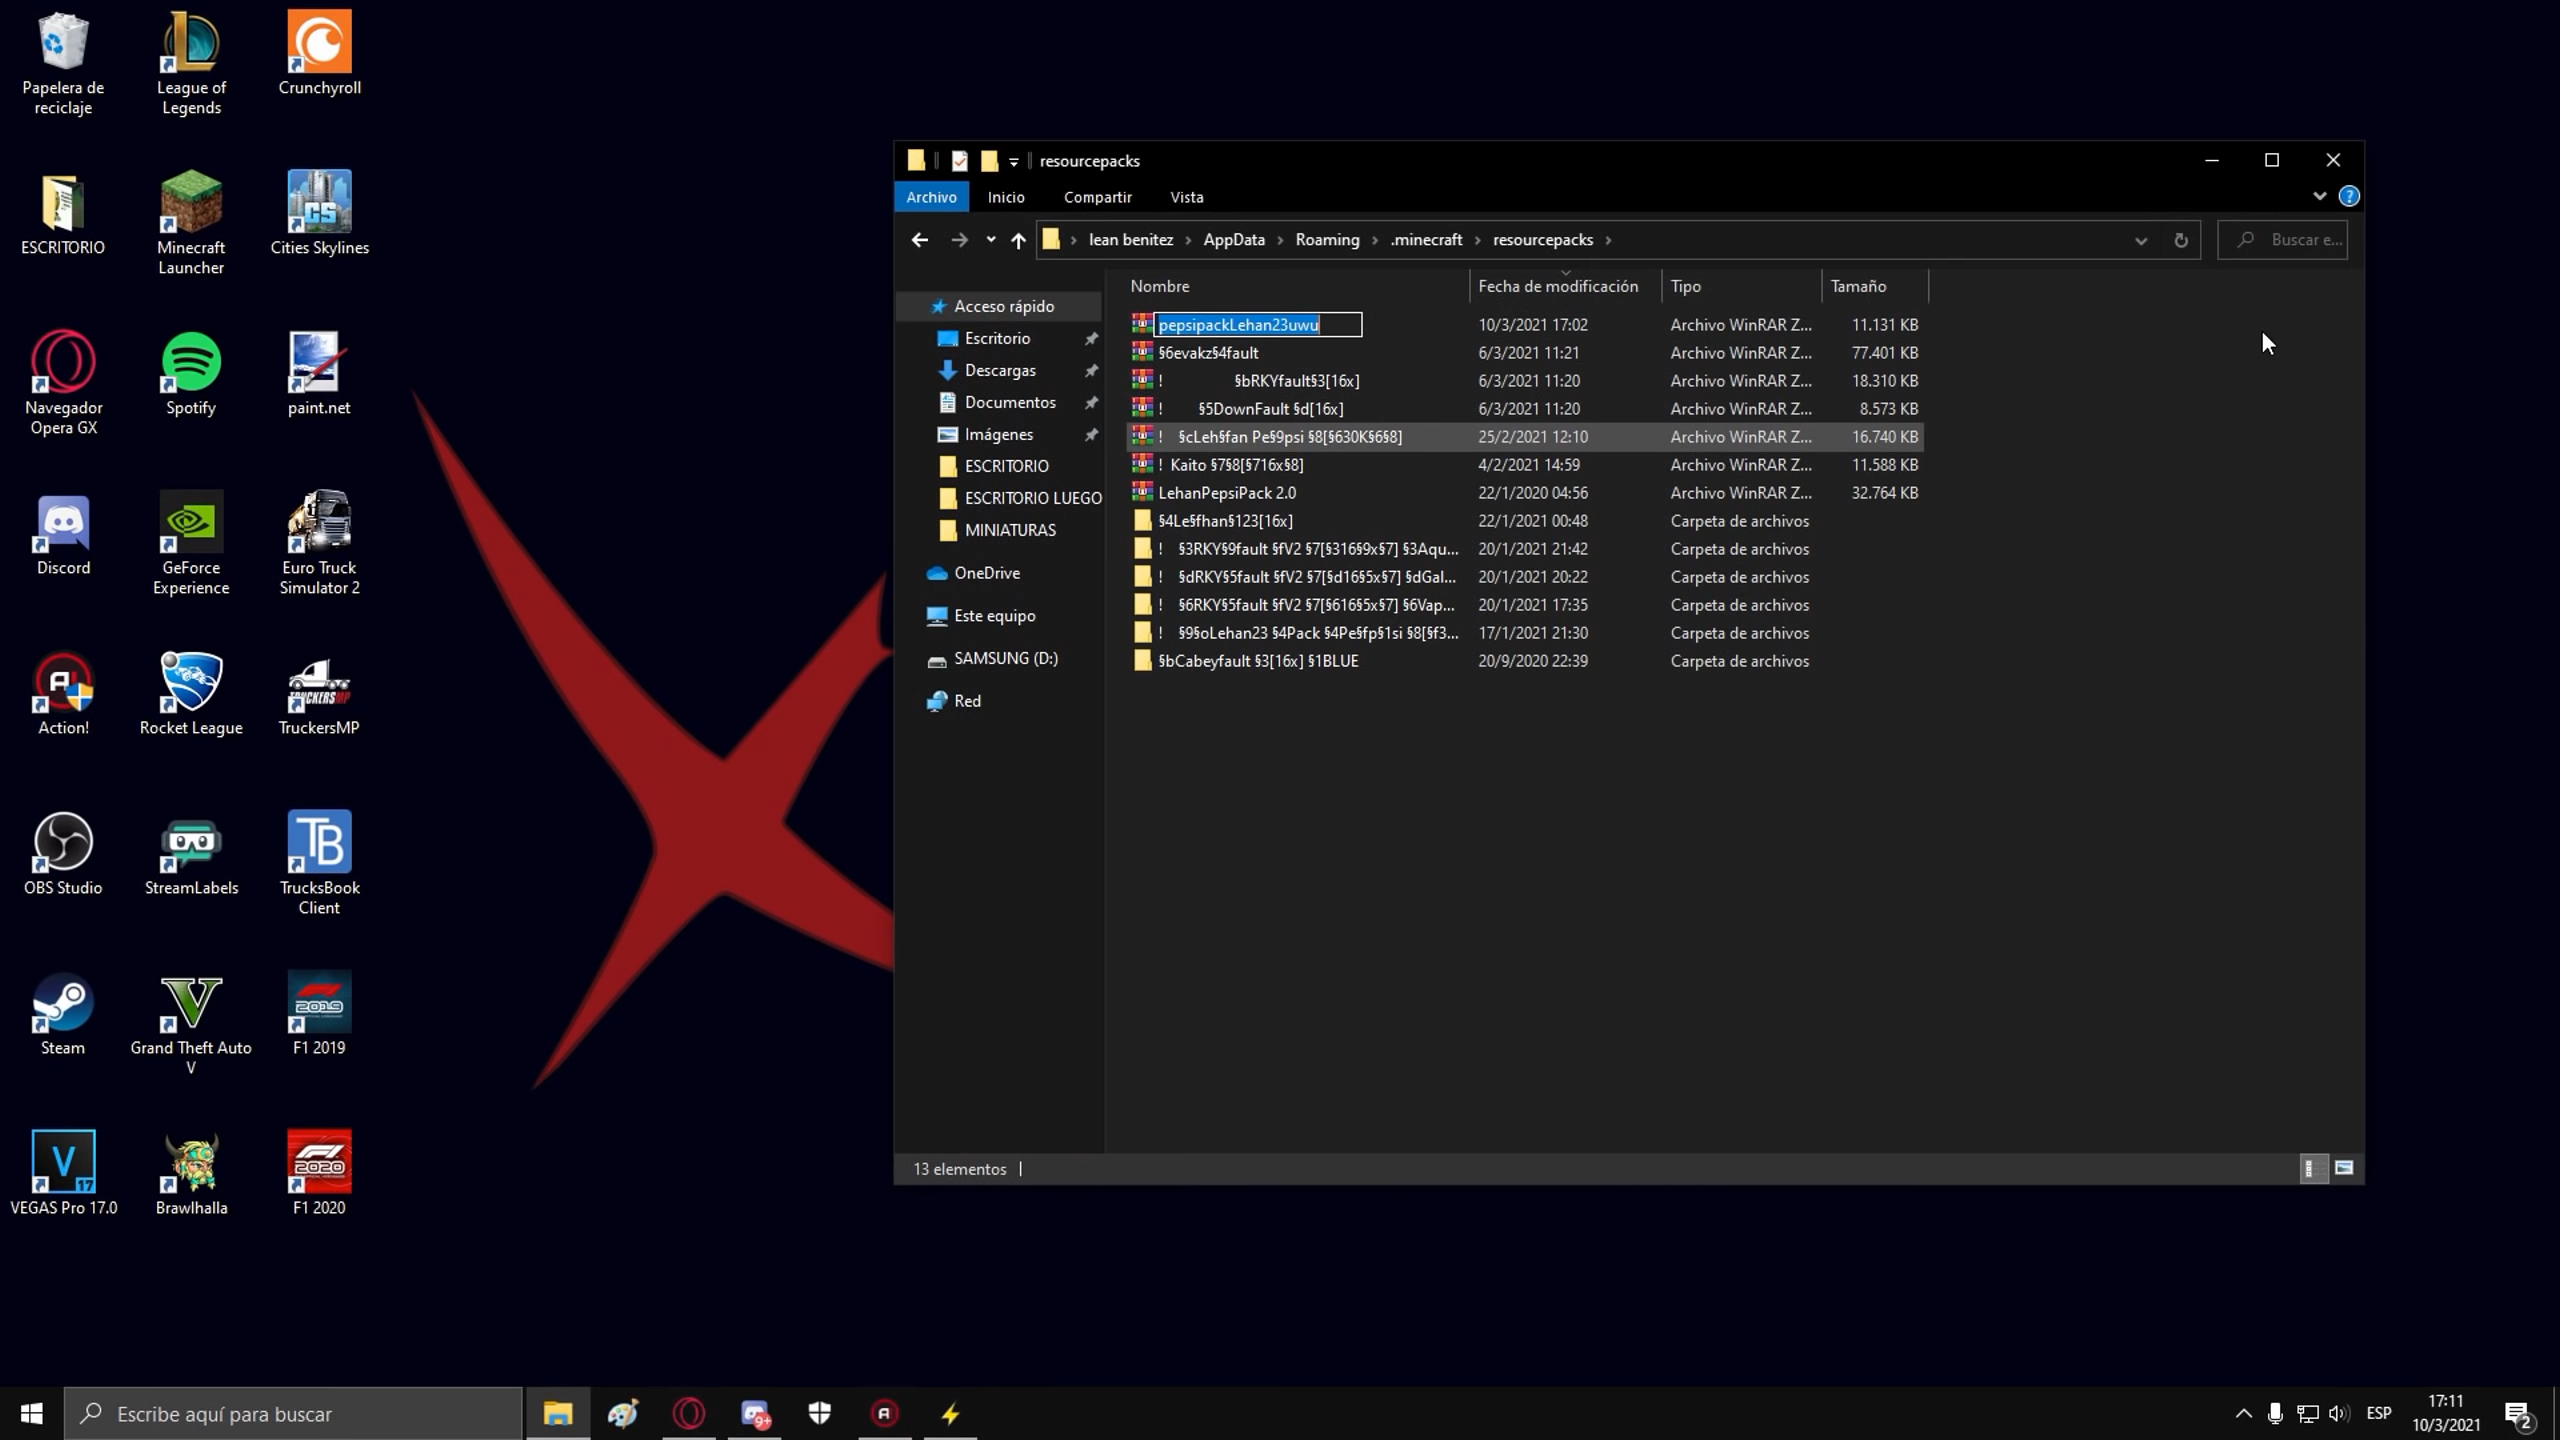 Papelera de
reciclaje
League of
Legends
Crunchyroll
ESCRITORIO
Minecraft
Launcher
CS
Cities Skylines
Navegador
Opera GX
Spotify
paint.net
Discord
GeForce
Experience
Euro Truck
Simulator 2
Action!
Rocket League
TRUCKERSMP
TruckersMP
OBS Studio
StreamLabels
TB
TrucksBook
Client
Steam
V
Grand Theft Auto
V
2019
F1 2019
V
17
VEGAS Pro 17.0
Brawlhalla
2020
F1 2020
resourcepacks
Archivo
Inicio
Compartir
Vista
lean benitez
AppData
Roaming
.minecraft
resourcepacks
Buscar e...
Acceso rápido
Escritorio
Descargas
Documentos
Imágenes
ESCRITORIO
ESCRITORIO LUEGO
MINIATURAS
OneDrive
Este equipo
SAMSUNG (D:)
Red
Nombre Fecha de modificación Tipo Tamaño
pepsipackLehan23uwu 10/3/2021 17:02 Archivo WinRAR Z... 11.131 KB
§6evakz§4fault 6/3/2021 11:21 Archivo WinRAR Z... 77.401 KB
! §bRKYfault§3[16x] 6/3/2021 11:20 Archivo WinRAR Z... 18.310 KB
! §5DownFault §d[16x] 6/3/2021 11:20 Archivo WinRAR Z... 8.573 KB
! §cLeh§fan Pe§9psi §8[§630K§6§8] 25/2/2021 12:10 Archivo WinRAR Z... 16.740 KB
! Kaito §7§8[§716x§8] 4/2/2021 14:59 Archivo WinRAR Z... 11.588 KB
LehanPepsiPack 2.0 22/1/2020 04:56 Archivo WinRAR Z... 32.764 KB
§4Le§fhan§123[16x] 22/1/2021 00:48 Carpeta de archivos
! §3RKY§9fault §fV2 §7[§316§9x§7] §3Aqu... 20/1/2021 21:42 Carpeta de archivos
! §dRKY§5fault §fV2 §7[§d16§5x§7] §dGal... 20/1/2021 20:22 Carpeta de archivos
! §6RKY§5fault §fV2 §7[§616§5x§7] §6Vap... 20/1/2021 17:35 Carpeta de archivos
! §9§oLehan23 §4Pack §4Pe§fp§1si §8[§f3... 17/1/2021 21:30 Carpeta de archivos
§bCabeyfault §3[16x] §1BLUE 20/9/2020 22:39 Carpeta de archivos
13 elementos
Escribe aquí para buscar
9+
ESP
17:11
10/3/2021
2